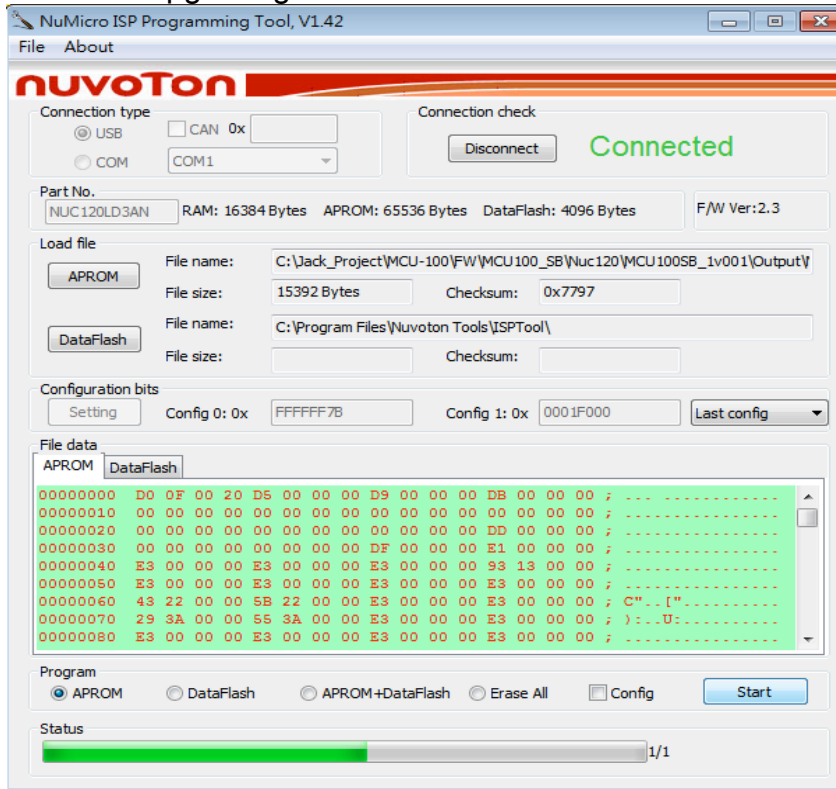 NuMicro ISP Programming Tool, V1.42
File About
nuvoTon
Connection type
USB
CAN 0x
COM
COM1
Connection check
Disconnect
Connected
Part No.
NUC120LD3AN RAM: 16384 Bytes APROM: 65536 Bytes DataFlash: 4096 Bytes
F/W Ver:2.3
Load file
APROM
File name: C:\Jack_Project\MCU-100\FW\MCU100_SB\Nuc120\MCU100SB_1v001\Output\
File size: 15392 Bytes Checksum: 0x7797
DataFlash
File name: C:\Program Files\Nuvoton Tools\ISPTool\
File size: Checksum:
Configuration bits
Setting Config 0: 0x FFFFFF7B Config 1: 0x 0001F000 Last config
File data
APROM DataFlash
00000000 D0 0F 00 20 D5 00 00 00 D9 00 00 00 DB 00 00 00 ; ... ............
00000010 00 00 00 00 00 00 00 00 00 00 00 00 00 00 00 00 ; ................
00000020 00 00 00 00 00 00 00 00 00 00 00 00 DD 00 00 00 ; ................
00000030 00 00 00 00 00 00 00 00 DF 00 00 00 E1 00 00 00 ; ................
00000040 E3 00 00 00 E3 00 00 00 E3 00 00 00 93 13 00 00 ; ................
00000050 E3 00 00 00 E3 00 00 00 E3 00 00 00 E3 00 00 00 ; ................
00000060 43 22 00 00 5B 22 00 00 E3 00 00 00 E3 00 00 00 ; C"..["..........
00000070 29 3A 00 00 55 3A 00 00 E3 00 00 00 E3 00 00 00 ; ):..U:..........
00000080 E3 00 00 00 E3 00 00 00 E3 00 00 00 E3 00 00 00 ; ................
Program
APROM DataFlash APROM+DataFlash Erase All Config Start
Status
1/1